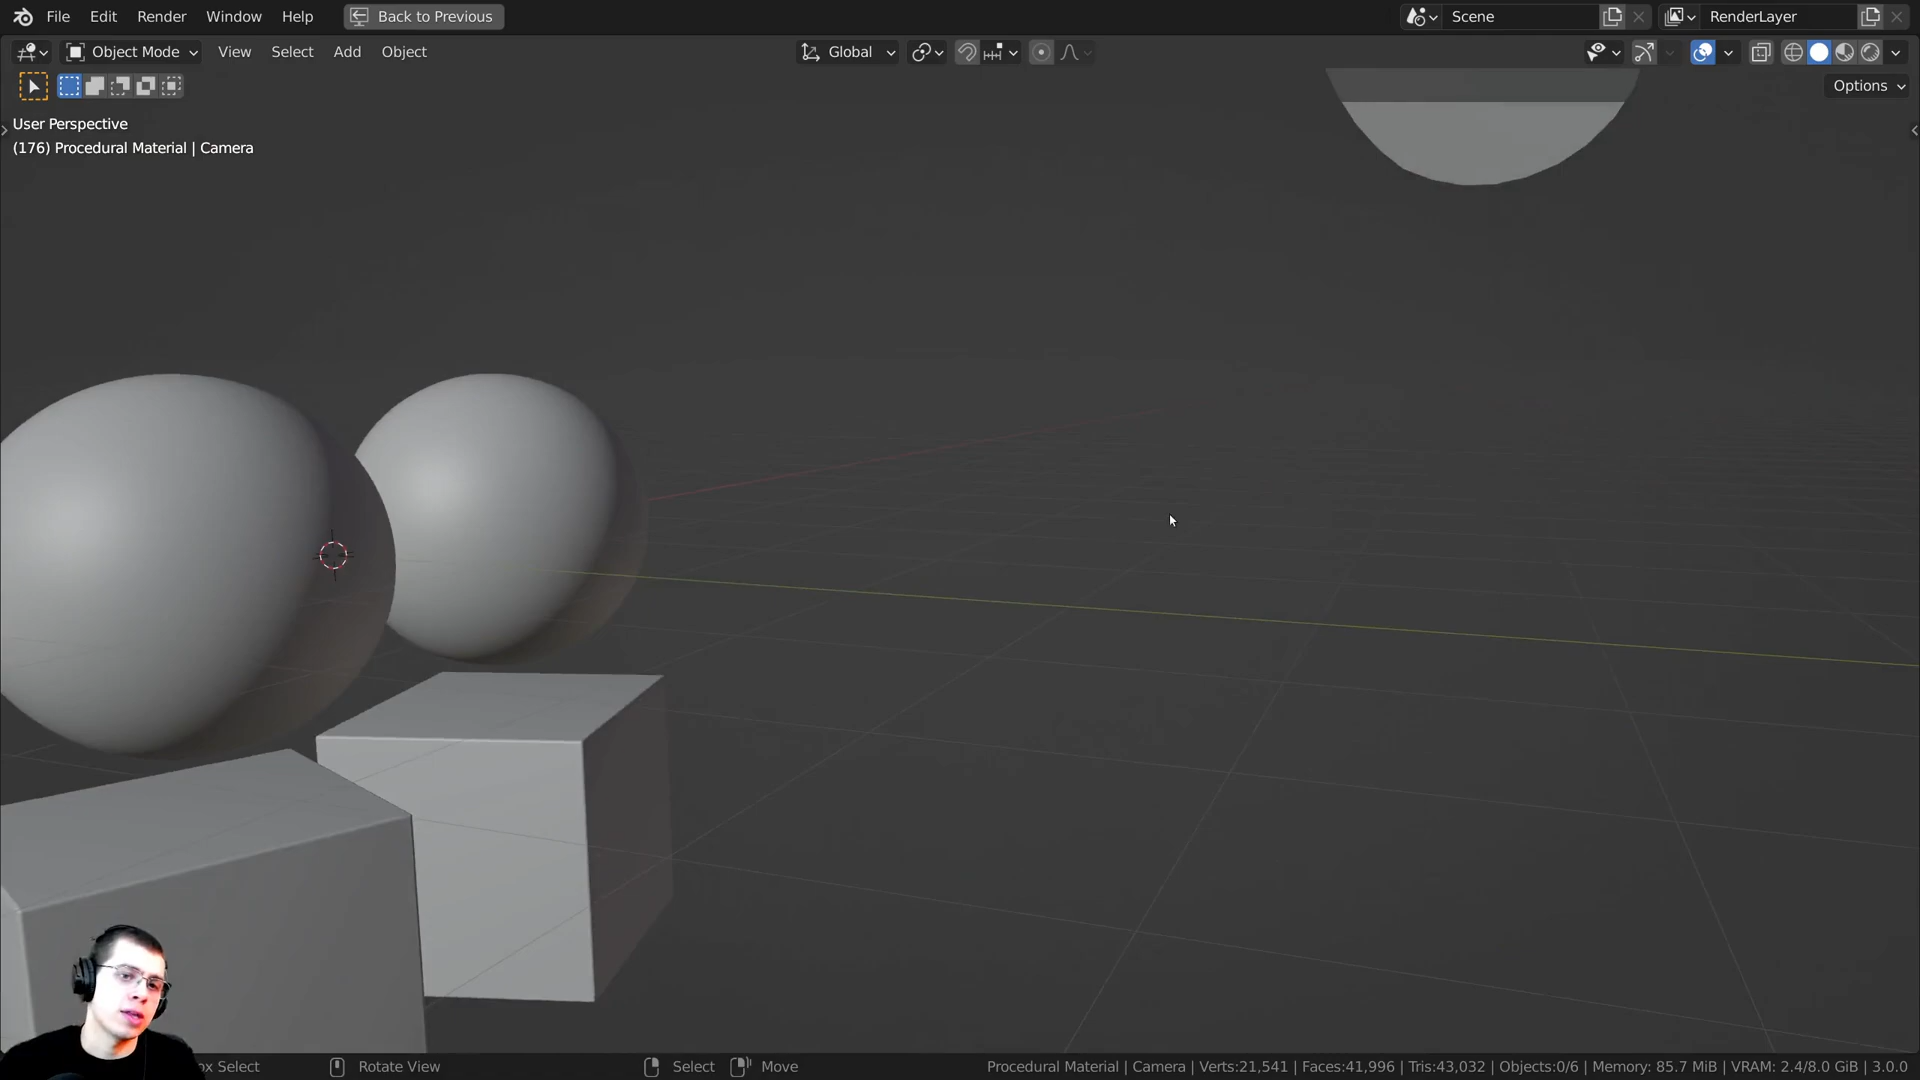 File Edit Render Window Help Back to Previous Scene RenderLayer
Object Mode View Select Add Object Global
Options
User Perspective
(176) Procedural Material | Camera
Select Rotate View Select Move Procedural Material | Camera | Verts:21,541 | Faces:41,996 | Tris:43,032 | Objects:0/6 | Memory: 85.7 MiB | VRAM: 2.4/8.0 GiB | 3.0.0